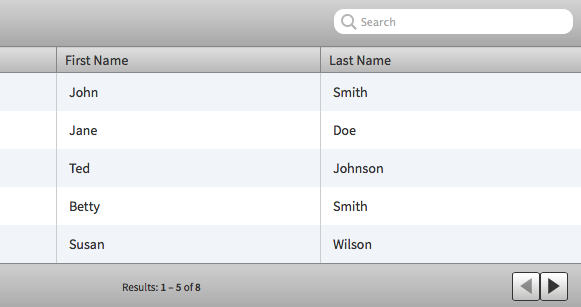 Search
First Name Last Name
John Smith
Jane Doe
Ted Johnson
Betty Smith
Susan Wilson
Results: 1 – 5 of 8